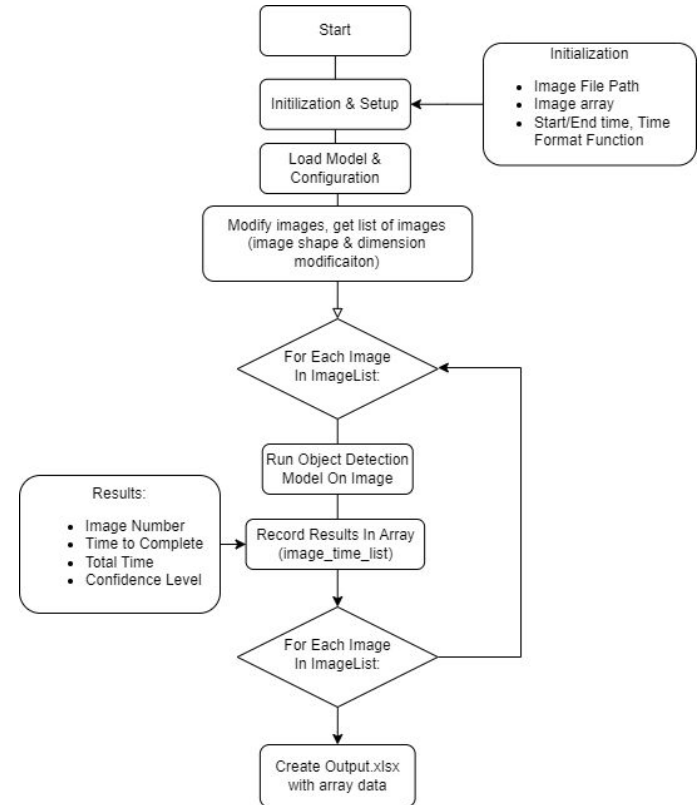 Start
Initialization
• Image File Path
• Image array
• Start/End time, Time
Format Function
Initilization & Setup
Load Model &
Configuration
Modify images, get list of images
(image shape & dimension
modificaiton)
For Each Image
In ImageList:
Run Object Detection
Model On Image
Results:
• Image Number
• Time to Complete
• Total Time
• Confidence Level
Record Results In Array
(image_time_list)
For Each Image
In ImageList:
Create Output.xlsx
with array data